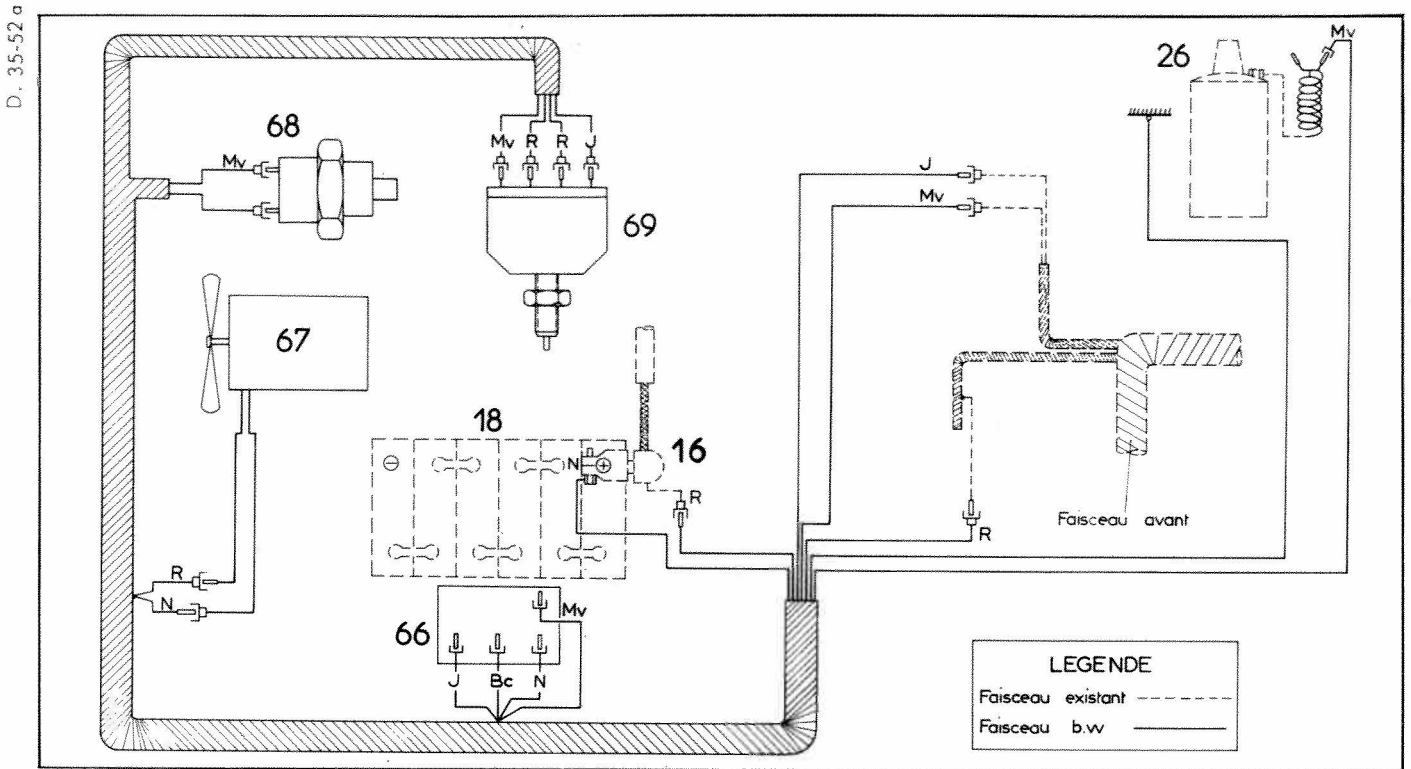 D. 35-52 a
Mv
26
68
Mv
Mv R R J
69
J
Mv
67
18
N
16
R
Faisceau avant
R
R
N
66
Mv
J Bc N
LEGENDE
Faisceau existant
Faisceau b.vv